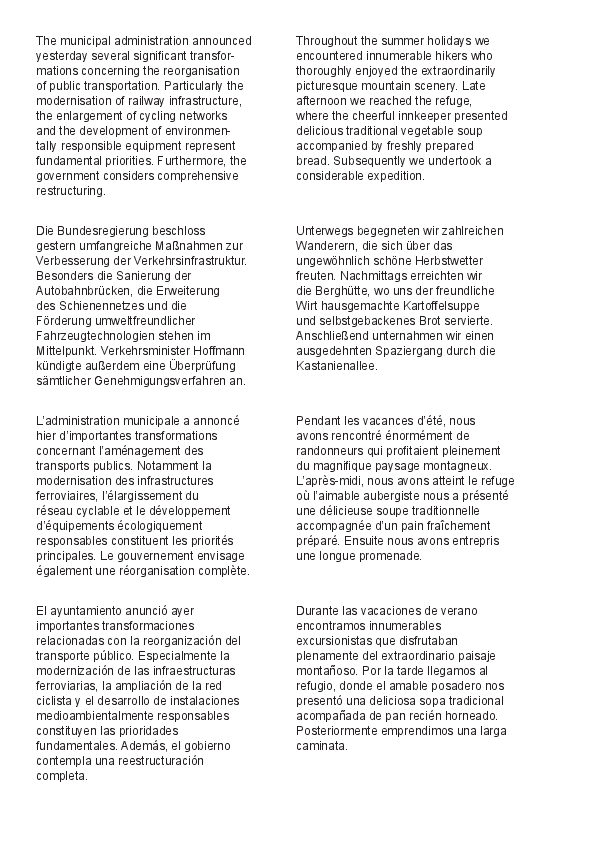 The municipal administration announced
yesterday several significant transfor-
mations concerning the reorganisation
of public transportation. Particularly the
modernisation of railway infrastructure,
the enlargement of cycling networks
and the development of environmen-
tally responsible equipment represent
fundamental priorities. Furthermore, the
government considers comprehensive
restructuring.

Throughout the summer holidays we
encountered innumerable hikers who
thoroughly enjoyed the extraordinarily
picturesque mountain scenery. Late
afternoon we reached the refuge,
where the cheerful innkeeper presented
delicious traditional vegetable soup
accompanied by freshly prepared
bread. Subsequently we undertook a
considerable expedition.

Die Bundesregierung beschloss
gestern umfangreiche Maßnahmen zur
Verbesserung der Verkehrsinfrastruktur.
Besonders die Sanierung der
Autobahnbrücken, die Erweiterung
des Schienennetzes und die
Förderung umweltfreundlicher
Fahrzeugtechnologien stehen im
Mittelpunkt. Verkehrsminister Hoffmann
kündigte außerdem eine Überprüfung
sämtlicher Genehmigungsverfahren an.

Unterwegs begegneten wir zahlreichen
Wanderern, die sich über das
ungewöhnlich schöne Herbstwetter
freuten. Nachmittags erreichten wir
die Berghütte, wo uns der freundliche
Wirt hausgemachte Kartoffelsuppe
und selbstgebackenes Brot servierte.
Anschließend unternahmen wir einen
ausgedehnten Spaziergang durch die
Kastanienallee.

L'administration municipale a annoncé
hier d'importantes transformations
concernant l'aménagement des
transports publics. Notamment la
modernisation des infrastructures
ferroviaires, l'élargissement du
réseau cyclable et le développement
d'équipements écologiquement
responsables constituent les priorités
principales. Le gouvernement envisage
également une réorganisation complète.

Pendant les vacances d'été, nous
avons rencontré énormément de
randonneurs qui profitaient pleinement
du magnifique paysage montagneux.
L'après-midi, nous avons atteint le refuge
où l'aimable aubergiste nous a présenté
une délicieuse soupe traditionnelle
accompagnée d'un pain fraîchement
préparé. Ensuite nous avons entrepris
une longue promenade.

El ayuntamiento anunció ayer
importantes transformaciones
relacionadas con la reorganización del
transporte público. Especialmente la
modernización de las infraestructuras
ferroviarias, la ampliación de la red
ciclista y el desarrollo de instalaciones
medioambientalmente responsables
constituyen las prioridades
fundamentales. Además, el gobierno
contempla una reestructuración
completa.

Durante las vacaciones de verano
encontramos innumerables
excursionistas que disfrutaban
plenamente del extraordinario paisaje
montañoso. Por la tarde llegamos al
refugio, donde el amable posadero nos
presentó una deliciosa sopa tradicional
acompañada de pan recién horneado.
Posteriormente emprendimos una larga
caminata.